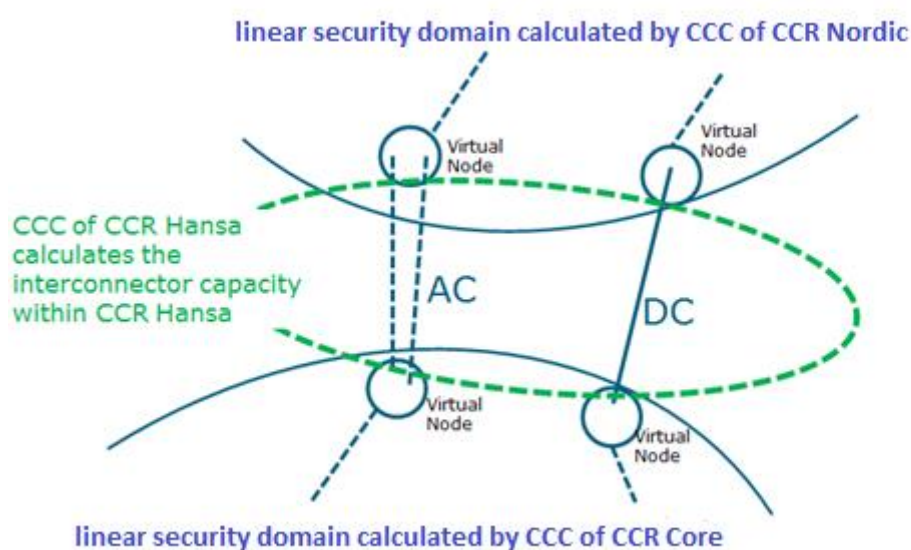 linear security domain calculated by CCC of CCR Nordic
Virtual
Node
Virtual
Node
CCC of CCR Hansa
calculates the
interconnector capacity
within CCR Hansa
AC
DC
Virtual
Node
Virtual
Node
linear security domain calculated by CCC of CCR Core